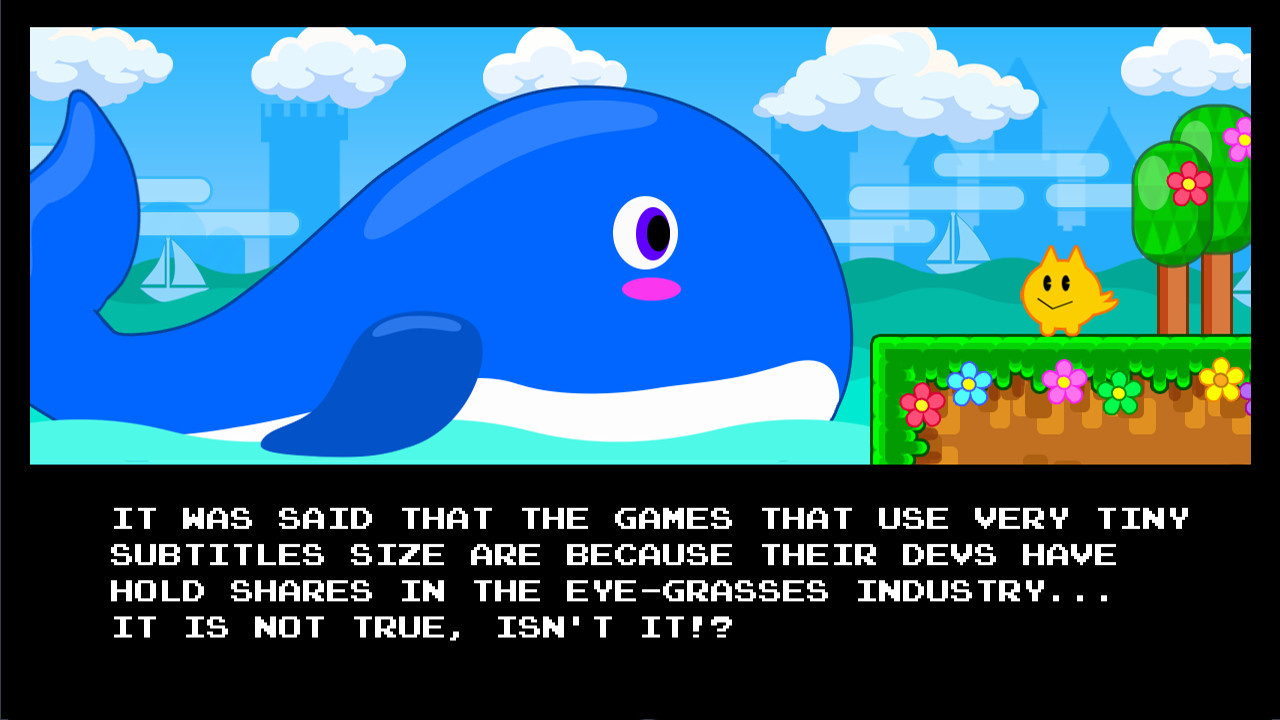 IT WAS SAID THAT THE GAMES THAT USE VERY TINY
SUBTITLES SIZE ARE BECAUSE THEIR DEVS HAVE
HOLD SHARES IN THE EYE-GRASSES INDUSTRY...
IT IS NOT TRUE, ISN'T IT!?